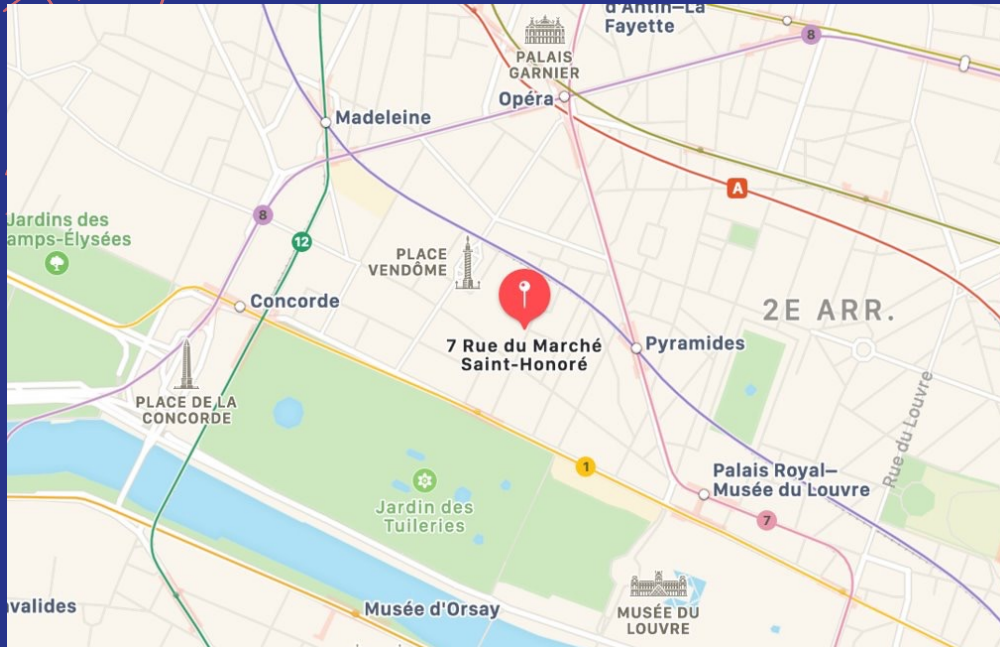 d'Antin–La
Fayette
8
PALAIS
GARNIER
Opéra
Madeleine
A
8
Jardins des
amps-Élysées
12
PLACE
VENDÔME
Concorde
2E ARR.
7 Rue du Marché
Saint-Honoré
Pyramides
PLACE DE LA
CONCORDE
Rue du Louvre
1
Palais Royal–
Musée du Louvre
Jardin des
Tuileries
7
Musée d'Orsay
avalides
MUSÉE DU
LOUVRE